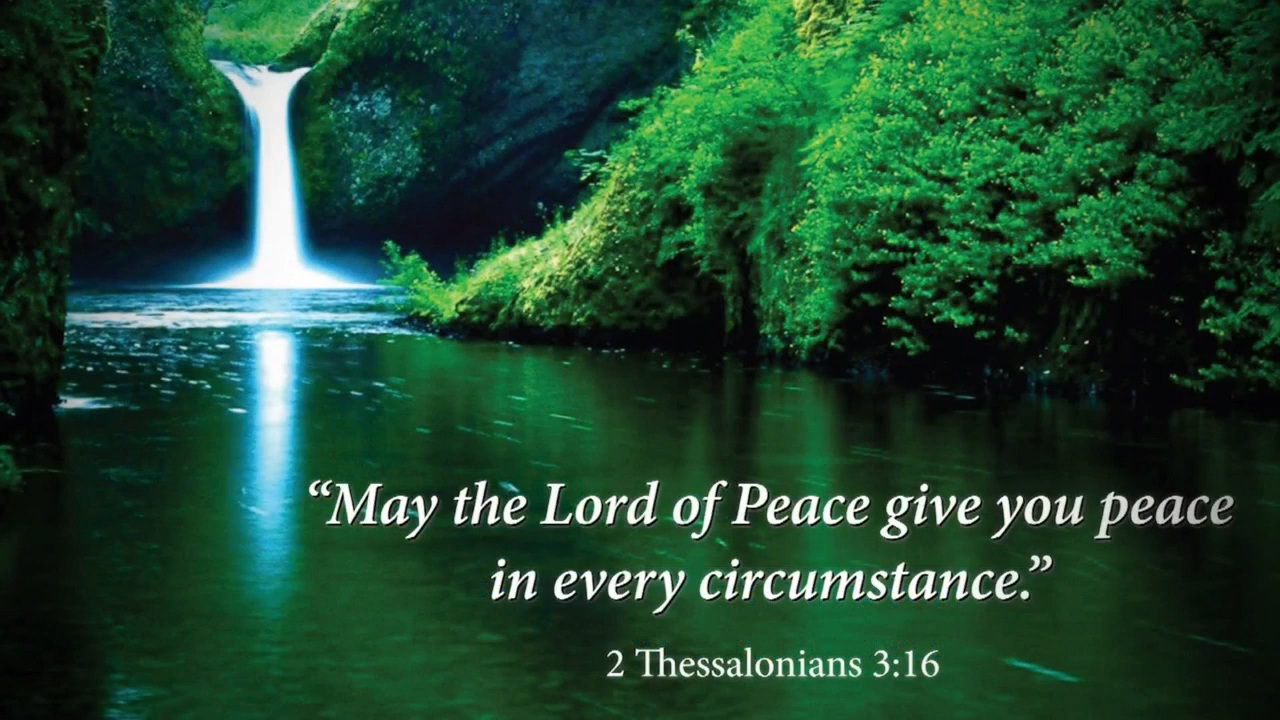 “May the Lord of Peace give you peace
in every circumstance.”
2 Thessalonians 3:16